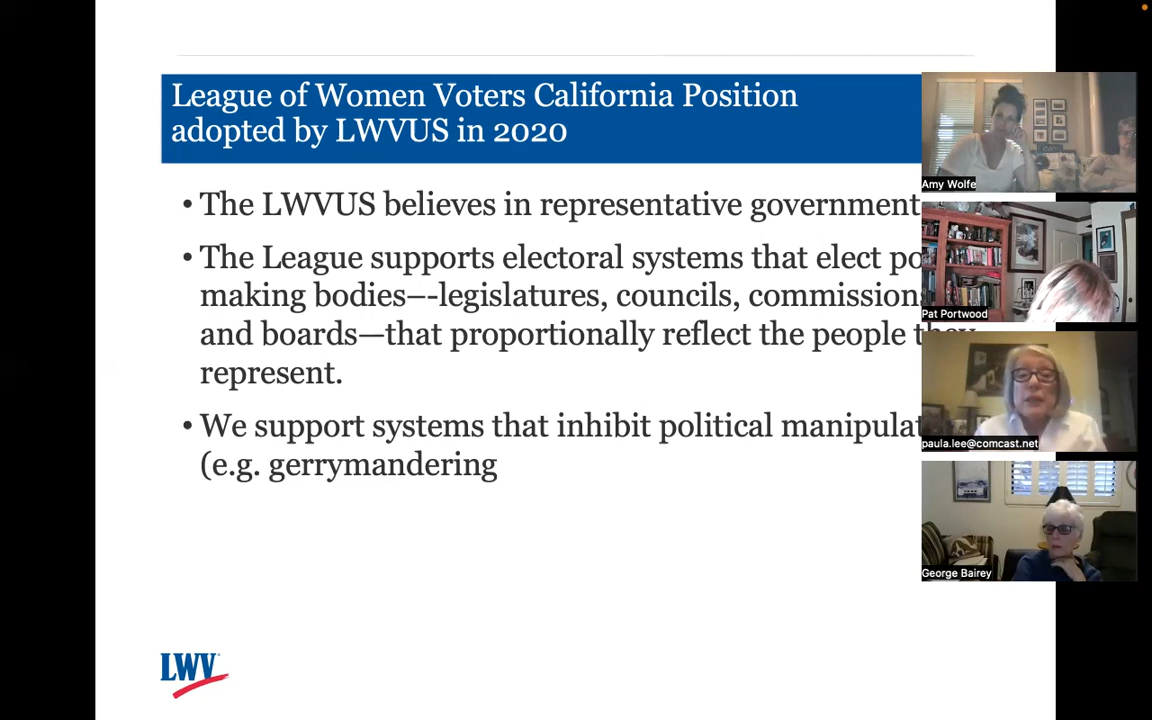 League of Women Voters California Position
adopted by LWVUS in 2020
• The LWVUS believes in representative government
• The League supports electoral systems that elect
making bodies—-legislatures, councils,
and boards—that proportionally reflect the people
represent.
• We support systems that inhibit political
(e.g. gerrymandering
LWV
Amy Wolfe
Pat Portwood
paula.lee@comcast.net
George Bairey